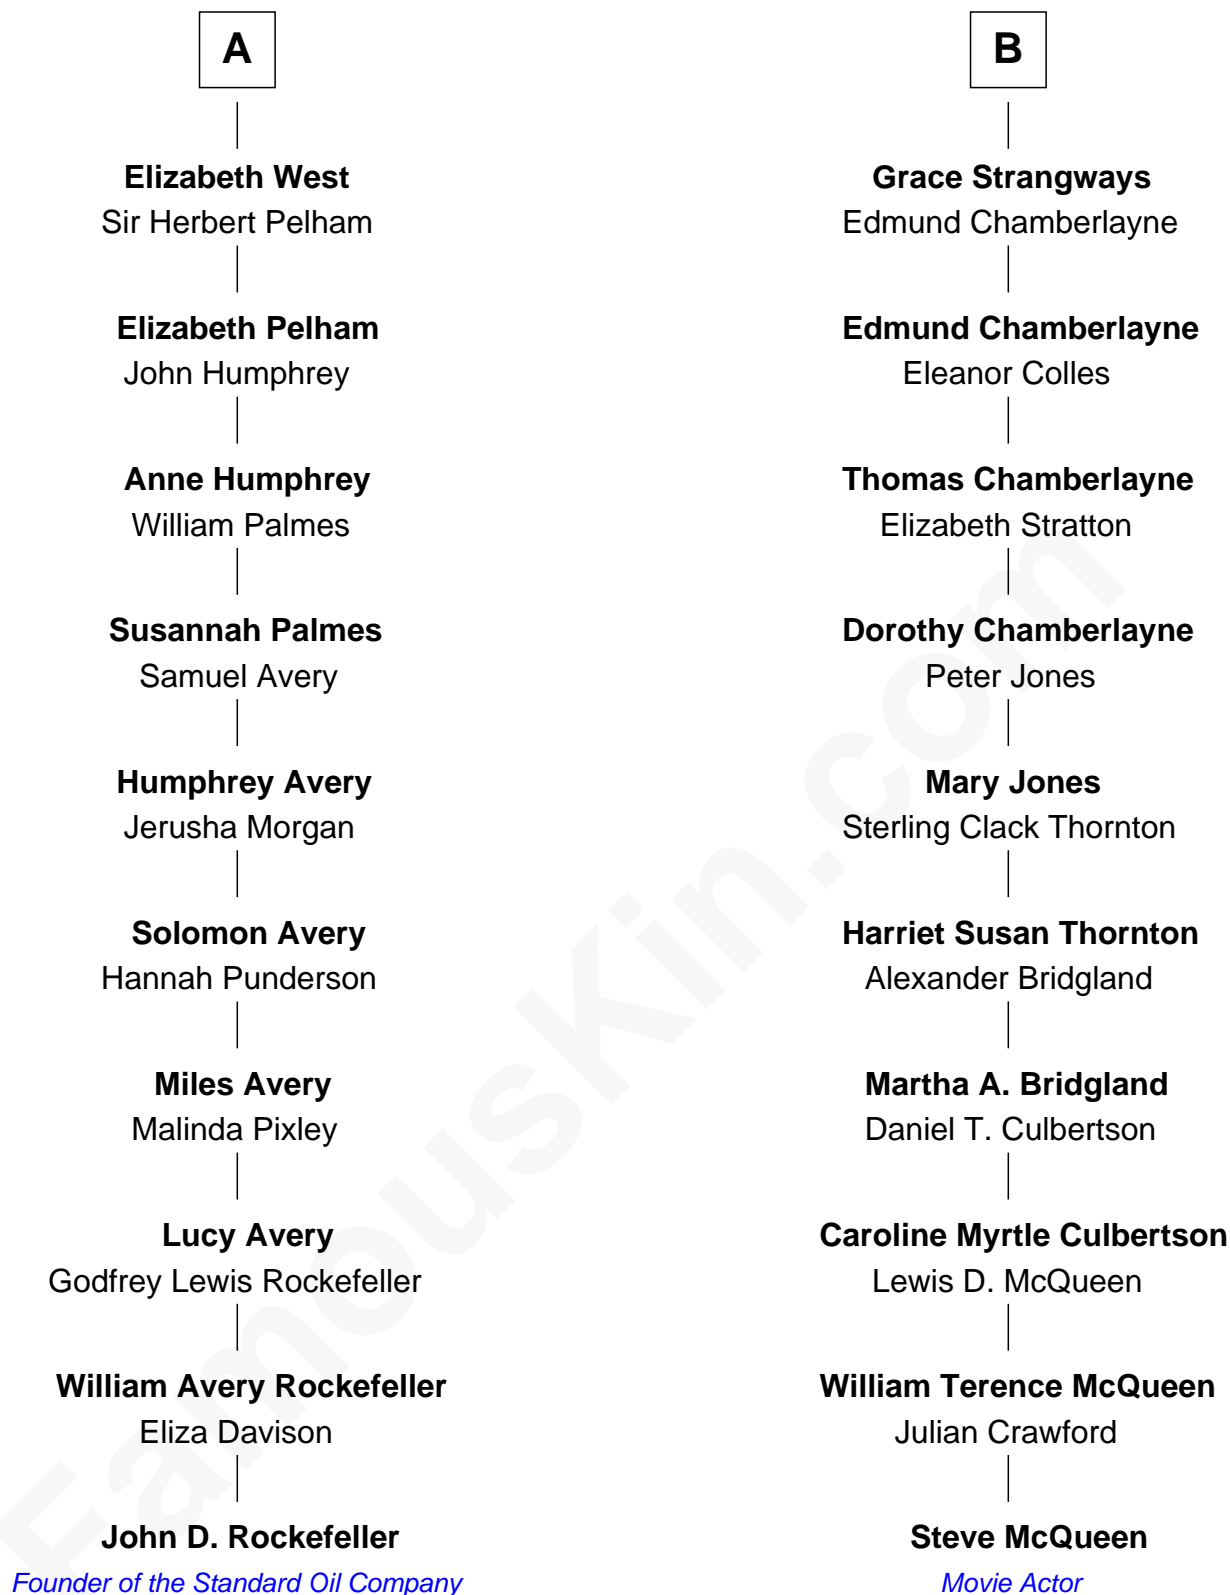 A
Elizabeth West
Sir Herbert Pelham
Elizabeth Pelham
John Humphrey
Anne Humphrey
William Palmes
Susannah Palmes
Samuel Avery
Humphrey Avery
Jerusha Morgan
Solomon Avery
Hannah Punderson
Miles Avery
Malinda Pixley
Lucy Avery
Godfrey Lewis Rockefeller
William Avery Rockefeller
Eliza Davison
John D. Rockefeller
Founder of the Standard Oil Company
B
Grace Strangways
Edmund Chamberlayne
Edmund Chamberlayne
Eleanor Colles
Thomas Chamberlayne
Elizabeth Stratton
Dorothy Chamberlayne
Peter Jones
Mary Jones
Sterling Clack Thornton
Harriet Susan Thornton
Alexander Bridgland
Martha A. Bridgland
Daniel T. Culbertson
Caroline Myrtle Culbertson
Lewis D. McQueen
William Terence McQueen
Julian Crawford
Steve McQueen
Movie Actor
FamousKin.com